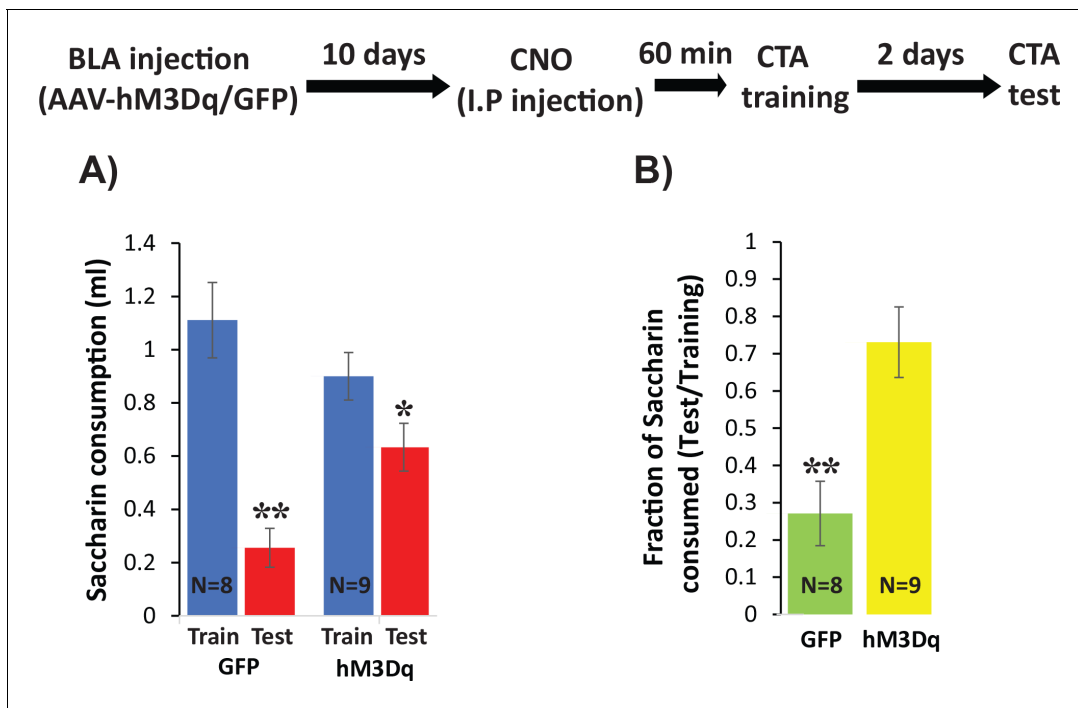 BLA injection
(AAV-hM3Dq/GFP)
10 days
CNO
(I.P injection)
60 min
CTA
training
2 days
CTA
test
A)
Saccharin consumption (ml)
1.4
1.2
1
0.8
0.6
0.4
0.2
0
**
*
N=8
N=9
Train Test Train Test
GFP hM3Dq
B)
Fraction of Saccharin
consumed (Test/Training)
1
0.9
0.8
0.7
0.6
0.5
0.4
0.3
0.2
0.1
0
**
N=8
N=9
GFP hM3Dq